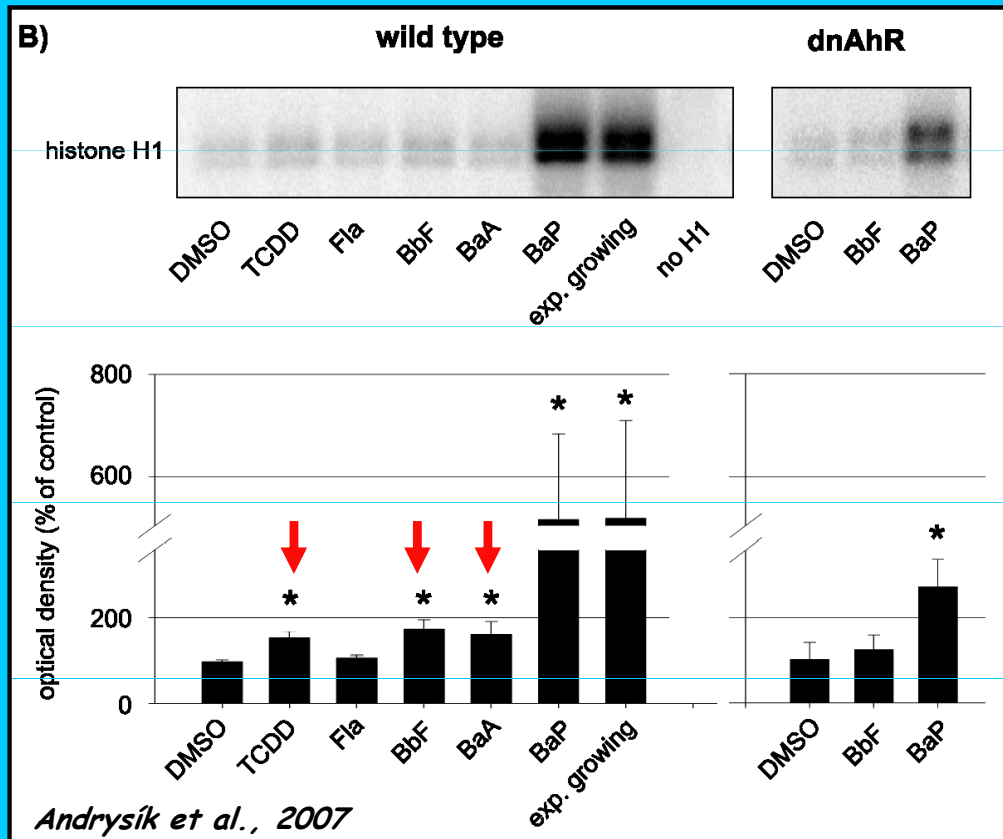 B)
wild type
dnAhR
histone H1
DMSO
TCDD
Fla
BbF
BaA
BaP
exp. growing
no H1
DMSO
BbF
BaP
optical density (% of control)
800
600
200
0
*
*
*
*
*
*
DMSO
TCDD
Fla
BbF
BaA
BaP
exp. growing
DMSO
BbF
BaP
Andrysík et al., 2007